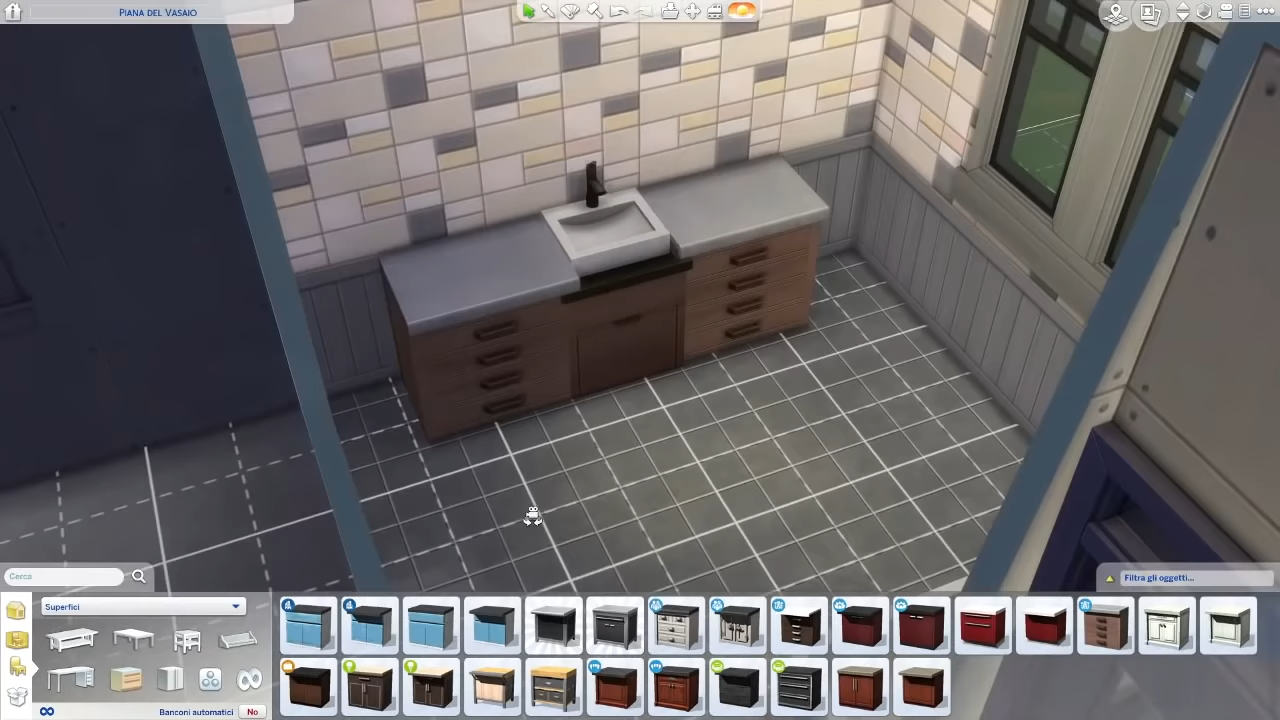 Piana del Vasaio
Cerca
Filtra gli oggetti...
Superfici
Banconi automatici No